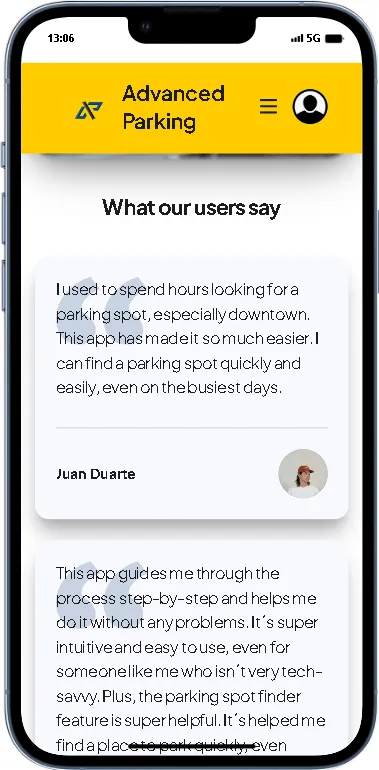 13:06
5G
Advanced
Parking
What our users say
I used to spend hours looking for a
parking spot, especially downtown.
This app has made it so much easier. I
can find a parking spot quickly and
easily, even on the busiest days.
Juan Duarte
This app guides me through the
process step-by-step and helps me
do it without any problems. It´s super
intuitive and easy to use, even for
someone like me who isn´t very tech-
savvy. Plus, the parking spot finder
feature is super helpful. It´s helped me
find a place to park quickly, even